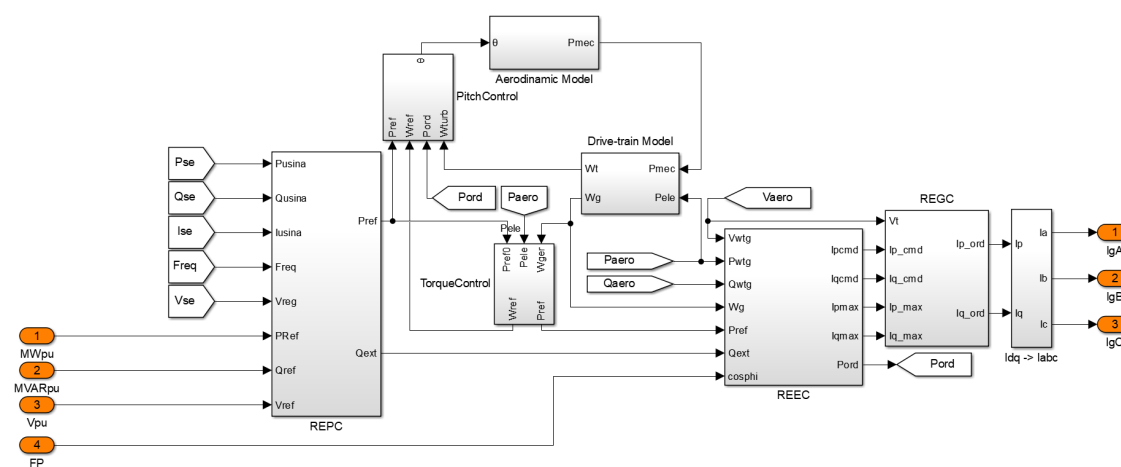 θ
Pmec
Aerodinamic Model
θ
PitchControl
Pref
Wref
Pord
Wturb
Drive-train Model
Wt
Pmec
Wg
Pele
Pse
Qse
Ise
Freq
Vse
Pusina
Qusina
Iusina
Freq
Vreg
PRef
Qref
Vref
Pref
Qext
REPC
1
MWpu
2
MVARpu
3
Vpu
4
FP
Pord
Paero
Pele
Pref0
Pele
Wger
TorqueControl
Wref
Pref
Paero
Qaero
Vaero
Vwtg
Pwtg
Qwtg
Wg
Pref
Qext
cosphi
Ipcmd
Iqcmd
Ipmax
Iqmax
Pord
REEC
Pord
REGC
Vt
Ip_cmd
Iq_cmd
Ip_max
Iq_max
Ip_ord
Iq_ord
Ip
Iq
Ia
Ib
Ic
Idq -> Iabc
1
IgA
2
IgB
3
IgC